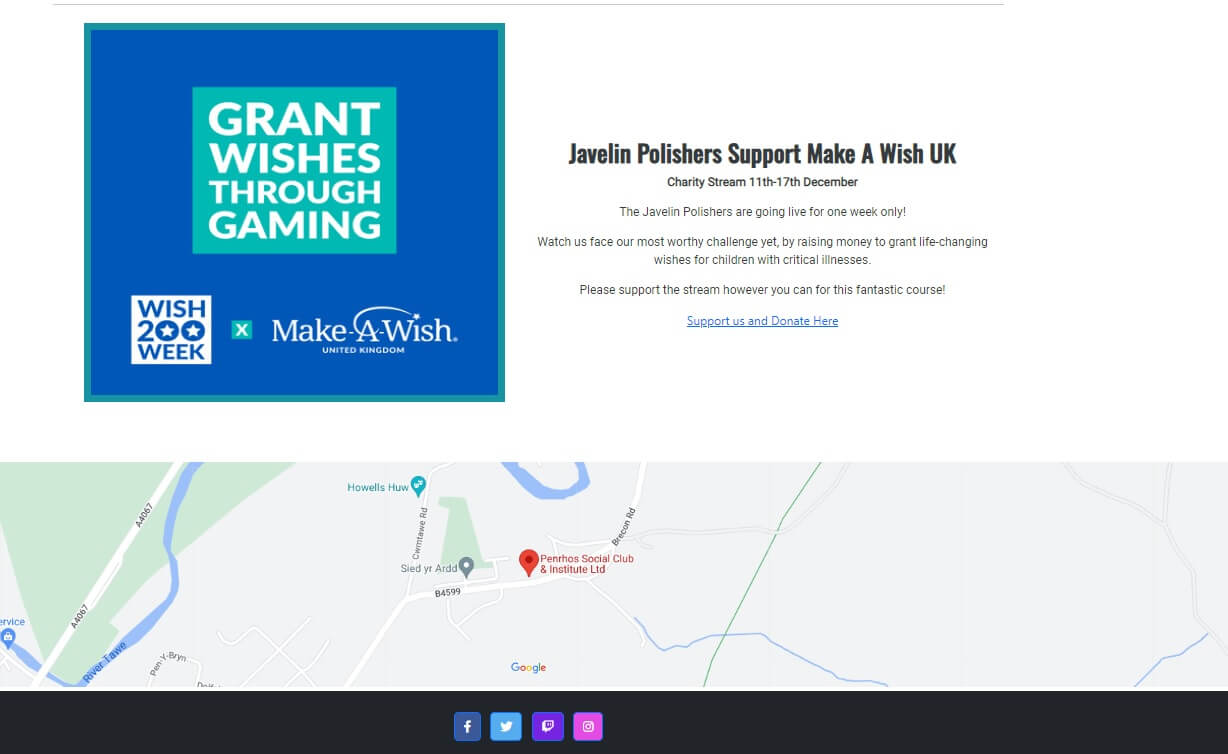 GRANT
WISHES
THROUGH
GAMING
WISH
200
WEEK
X
Make-A-Wish®
UNITED KINGDOM
Javelin Polishers Support Make A Wish UK
Charity Stream 11th-17th December
The Javelin Polishers are going live for one week only!
Watch us face our most worthy challenge yet, by raising money to grant life-changing
wishes for children with critical illnesses.
Please support the stream however you can for this fantastic course!
Support us and Donate Here
Howells Huw
A4067
Cwmtawe Rd
Brecon Rd
Penrhos Social Club
& Institute Ltd
Sied yr Ardd
B4599
A4067
ervice
River Tawe
Pen-Y-Bryn
Google